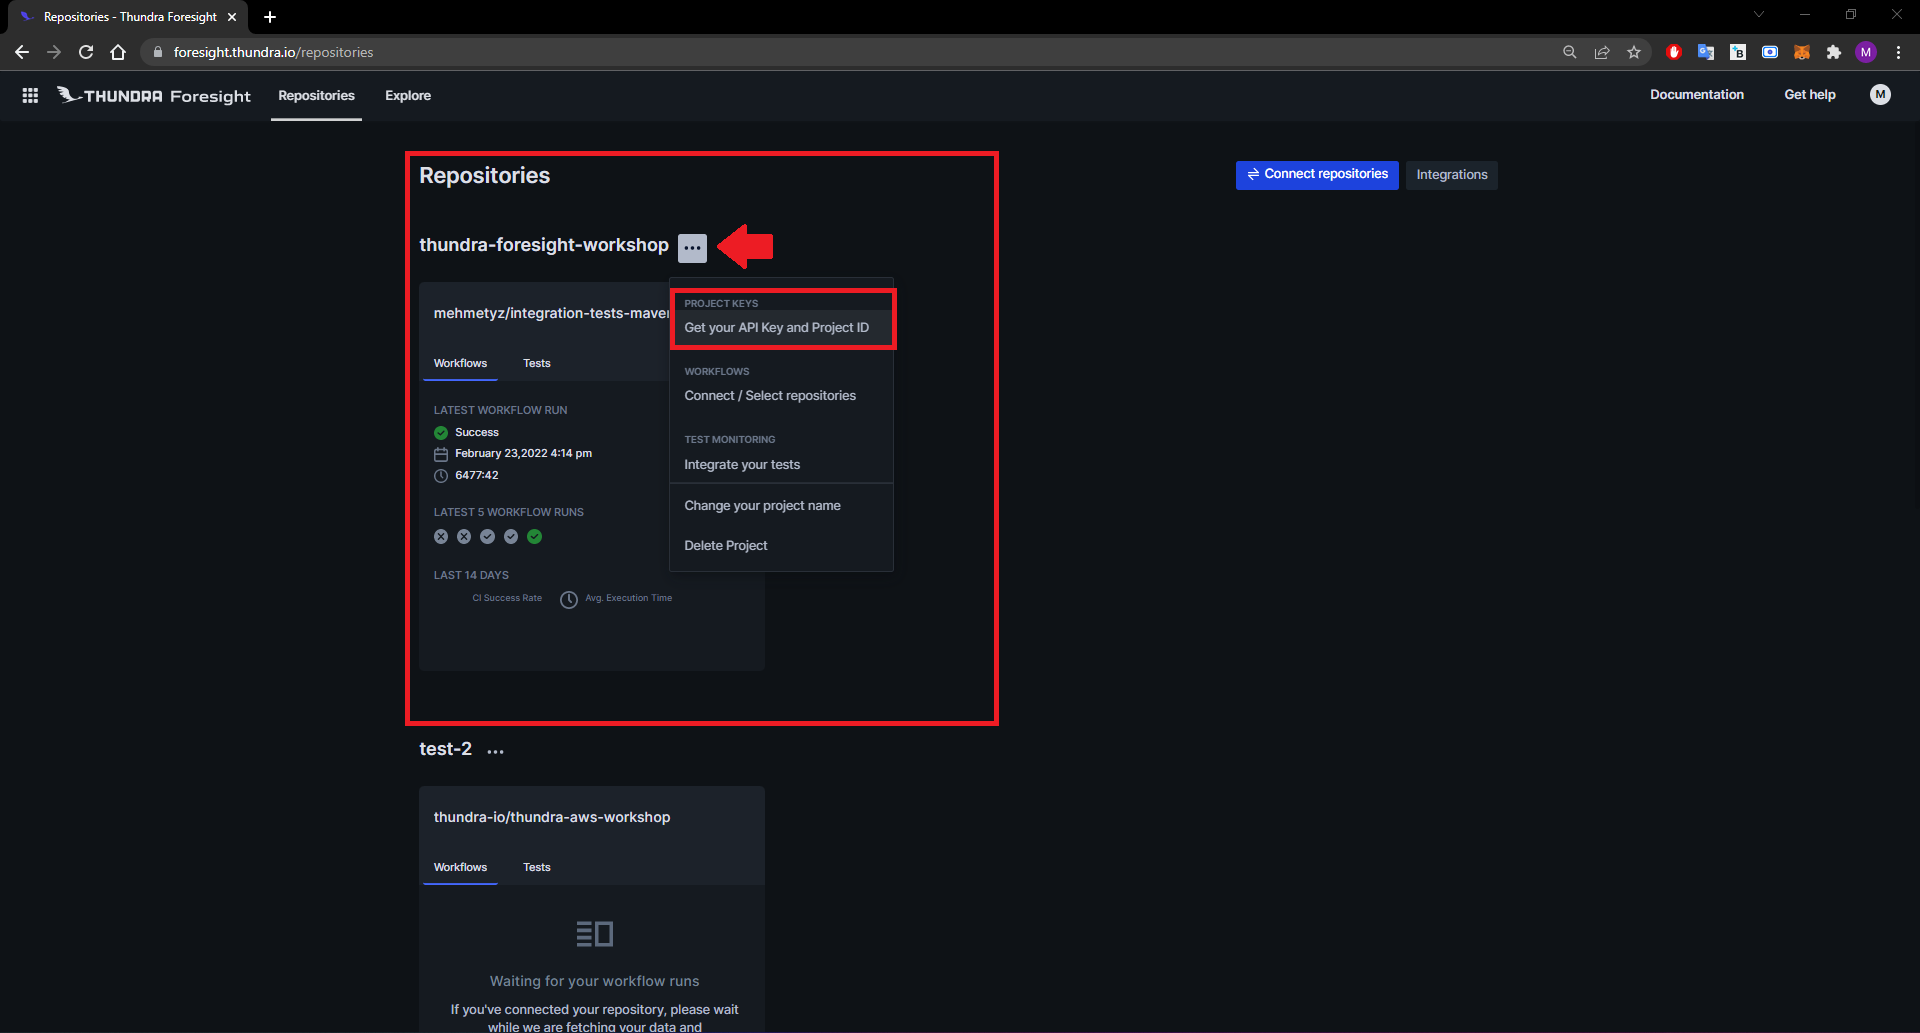 Repositories - Thundra Foresight
foresight.thundra.io/repositories
M
THUNDRA Foresight
Repositories
Explore
Documentation
Get help
M
Repositories
Connect repositories
Integrations
thundra-foresight-workshop
mehmetyz/integration-tests-maven
PROJECT KEYS
Get your API Key and Project ID
WORKFLOWS
Connect / Select repositories
TEST MONITORING
Integrate your tests
Change your project name
Delete Project
Workflows
Tests
LATEST WORKFLOW RUN
Success
February 23,2022 4:14 pm
6477:42
LATEST 5 WORKFLOW RUNS
LAST 14 DAYS
CI Success Rate
Avg. Execution Time
test-2
thundra-io/thundra-aws-workshop
Workflows
Tests
Waiting for your workflow runs
If you've connected your repository, please wait
while we are fetching your data and